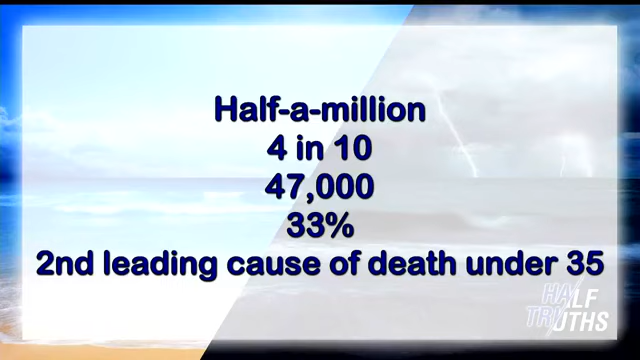 Half-a-million
4 in 10
47,000
33%
2nd leading cause of death under 35
HALF
TRUTHS